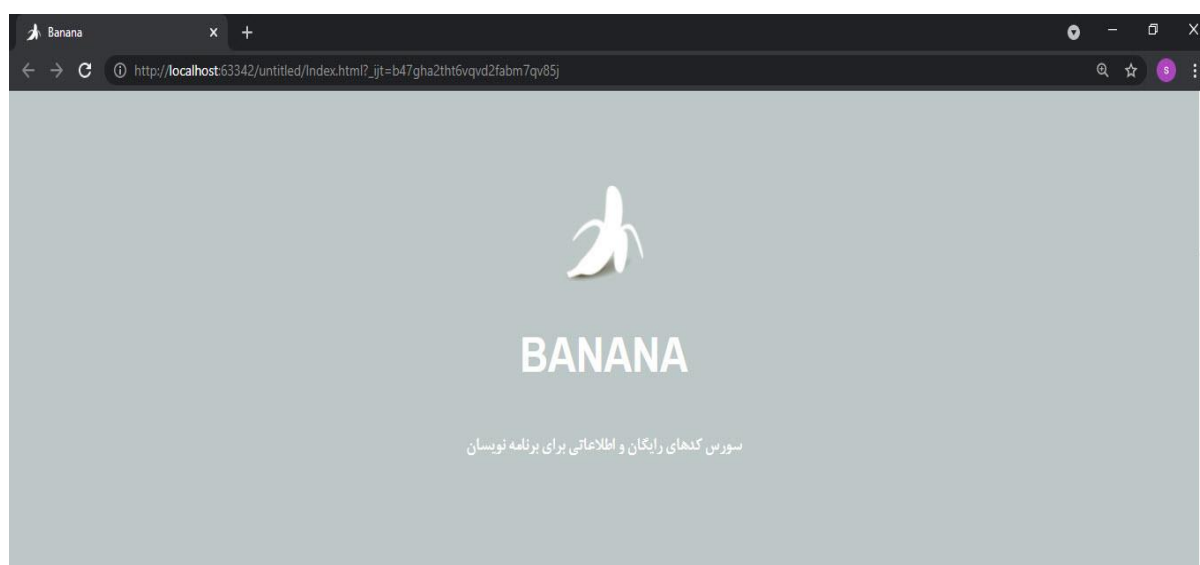 Banana
http://localhost:63342/untitled/Index.html?_ijt=b47gha2tht6vqvd2fabm7qv85j
S
BANANA
سورس کدهای رایگان و اطلاعاتی برای برنامه نویسان